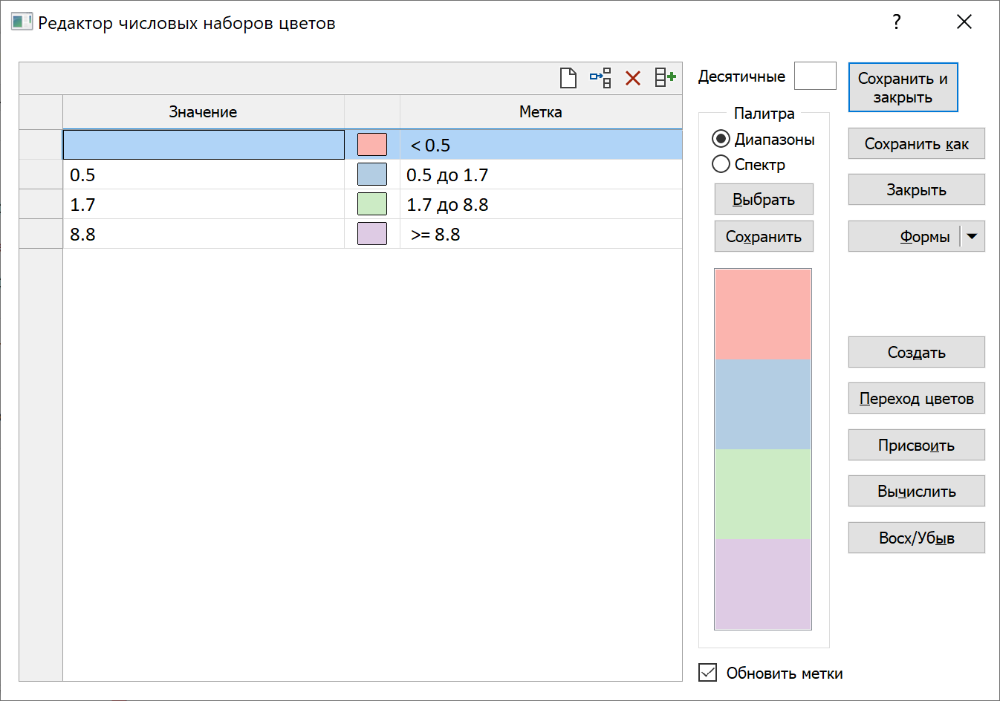 Редактор числовых наборов цветов
?
Значение
Метка
< 0.5
0.5
0.5 до 1.7
1.7
1.7 до 8.8
8.8
>= 8.8
Десятичные
Палитра
Диапазоны
Спектр
Выбрать
Сохранить
Обновить метки
Сохранить и
закрыть
Сохранить как
Закрыть
Формы
Создать
Переход цветов
Присвоить
Вычислить
Восх/Убыв